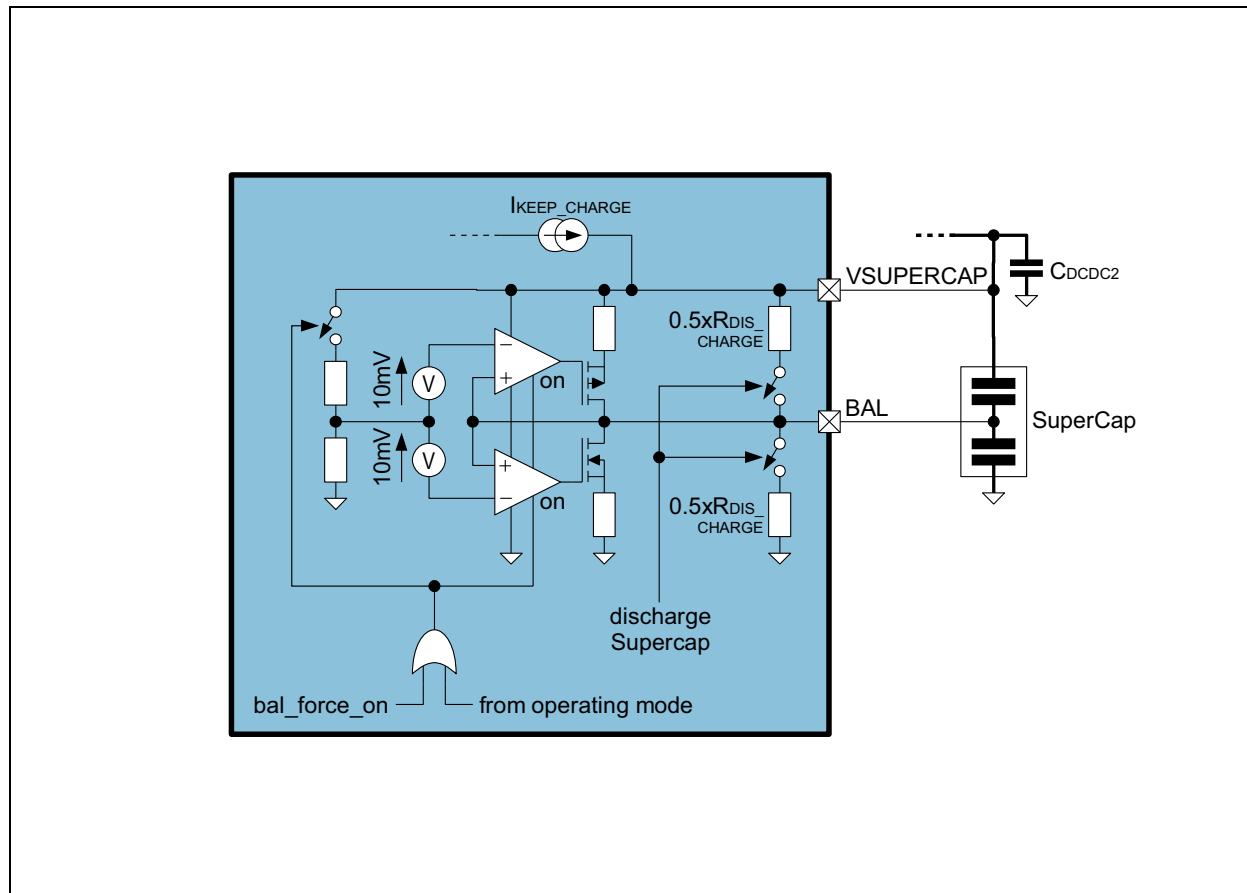 IKEEP_CHARGE
VSUPERCAP
CDCDC2
0.5xRDIS_
CHARGE
10mV
V
−
+
on
BAL
SuperCap
10mV
V
+
−
on
0.5xRDIS_
CHARGE
discharge
Supercap
bal_force_on
from operating mode